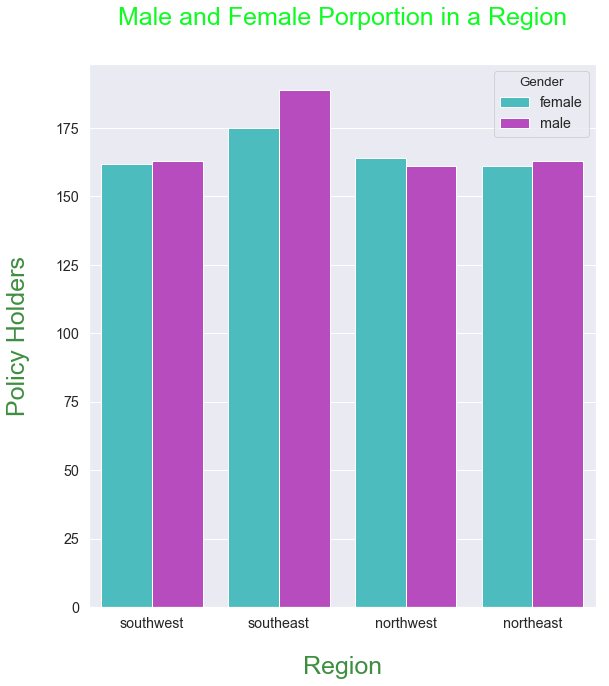 Male and Female Porportion in a Region
Gender
female
male
175
150
125
100
75
50
25
0
Policy Holders
southwest southeast northwest northeast
Region